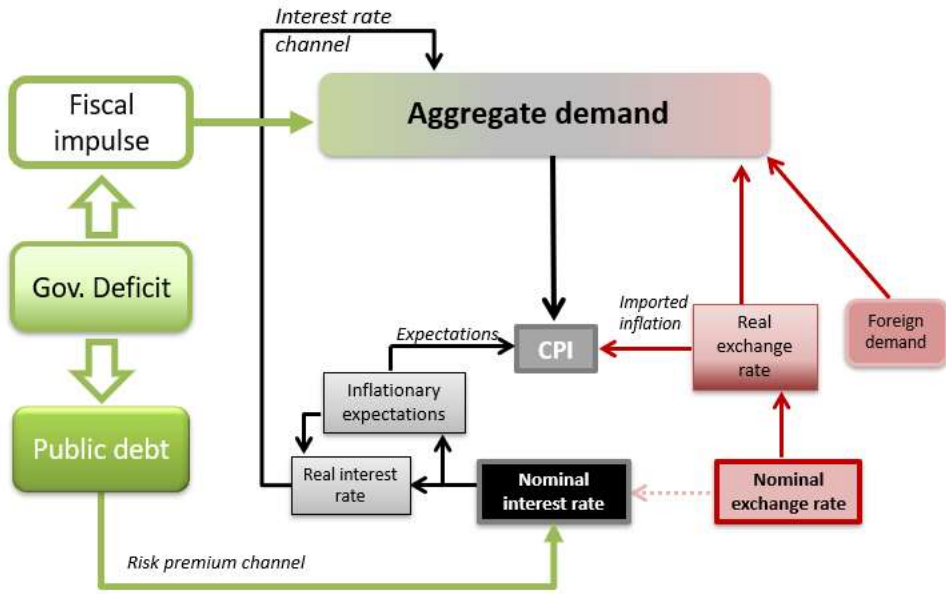 Interest rate
channel
Fiscal
impulse
Aggregate demand
Gov. Deficit
Imported
inflation
Real
exchange
rate
Foreign
demand
Expectations
CPI
Inflationary
expectations
Public debt
Real interest
rate
Nominal
interest rate
Nominal
exchange rate
Risk premium channel